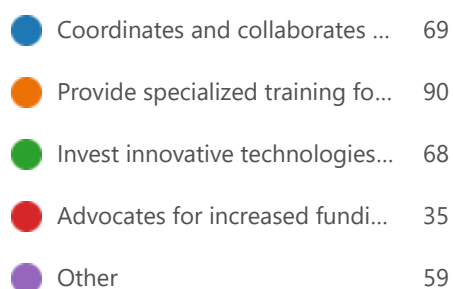 Coordinates and collaborates ... 69
Provide specialized training fo... 90
Invest innovative technologies... 68
Advocates for increased fundi... 35
Other 59